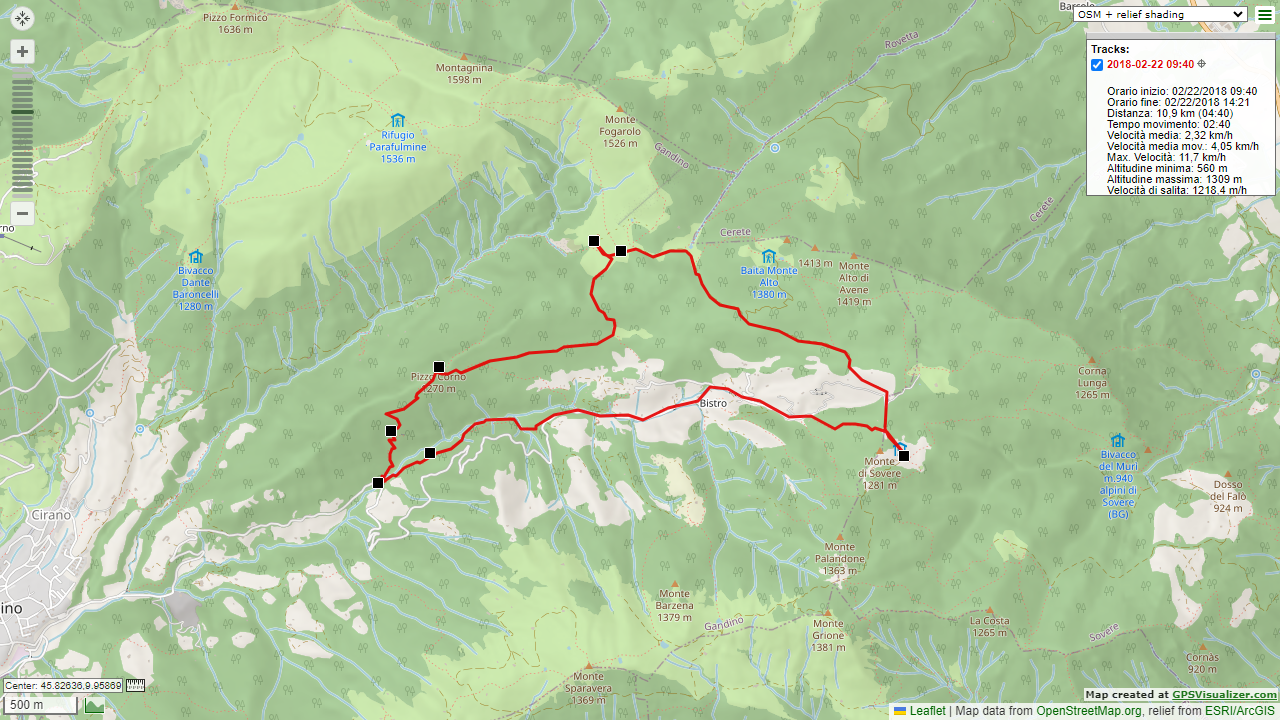 Pizzo Formico
1636 m
OSM + relief shading
Rovetta
Tracks:
2018-02-22 09:40
Orario inizio: 02/22/2018 09:40
Orario fine: 02/22/2018 14:21
Distanza: 10,9 km (04:40)
Tempo movimento: 02:40
Velocità media: 2,32 km/h
Velocità media mov.: 4,05 km/h
Max. Velocità: 11,7 km/h
Altitudine minima: 560 m
Altitudine massima: 1309 m
Velocità di salita: 1218,4 m/h
Montagnina
1598 m
Rifugio
Parafulmine
1536 m
Monte
Fogarolo
1526 m
Gandino
Cerete
Cerete
Bivacco
Dante
Baroncelli
1280 m
Baita Monte
Alto
1380 m
1413 m
Monte
Alto di
Avene
1419 m
Pizzo Corno
1270 m
Corna
Lunga
1265 m
Bistro
Monte
di Sovere
1281 m
Bivacco
del Muri
m.940
alpini di
Sovere
(BG)
Dosso
del Falò
924 m
Cirano
Monte
Palandone
1363 m
ino
Monte
Barzena
1379 m
Gandino
Monte
Grione
1381 m
La Costa
1265 m
Sovere
Cornàs
920 m
Monte
Sparavera
1369 m
Center: 45.82636,9.95869
500 m
Map created at GPSVisualizer.com
Leaflet | Map data from OpenStreetMap.org, relief from ESRI/ArcGIS